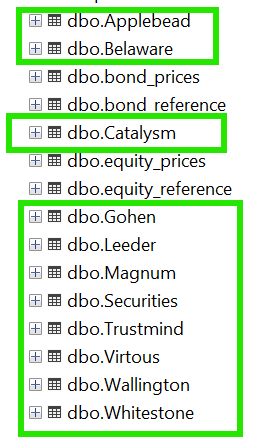 dbo.Applebead
dbo.Belaware
dbo.bond_prices
dbo.bond_reference
dbo.Catalysm
dbo.equity_prices
dbo.equity_reference
dbo.Gohen
dbo.Leeder
dbo.Magnum
dbo.Securities
dbo.Trustmind
dbo.Virtous
dbo.Wallington
dbo.Whitestone